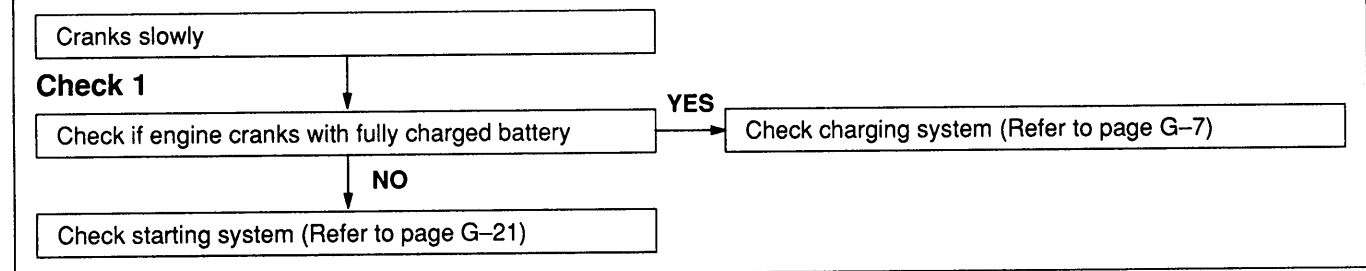 Cranks slowly
Check 1
Check if engine cranks with fully charged battery
YES
Check charging system (Refer to page G–7)
NO
Check starting system (Refer to page G–21)